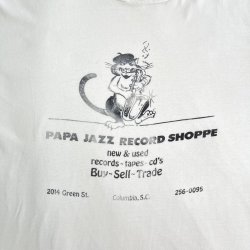 PAPA JAZZ RECORD SHOPPE
new & used
records-tapes-cd's
Buy-Sell-Trade
2014 Green St. Columbia, S.C. 256-0095